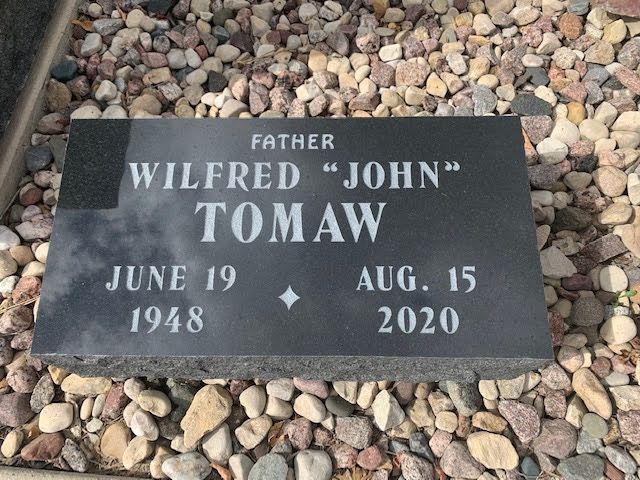 FATHER
WILFRED "JOHN"
TOMAW
JUNE 19 AUG. 15
1948 2020